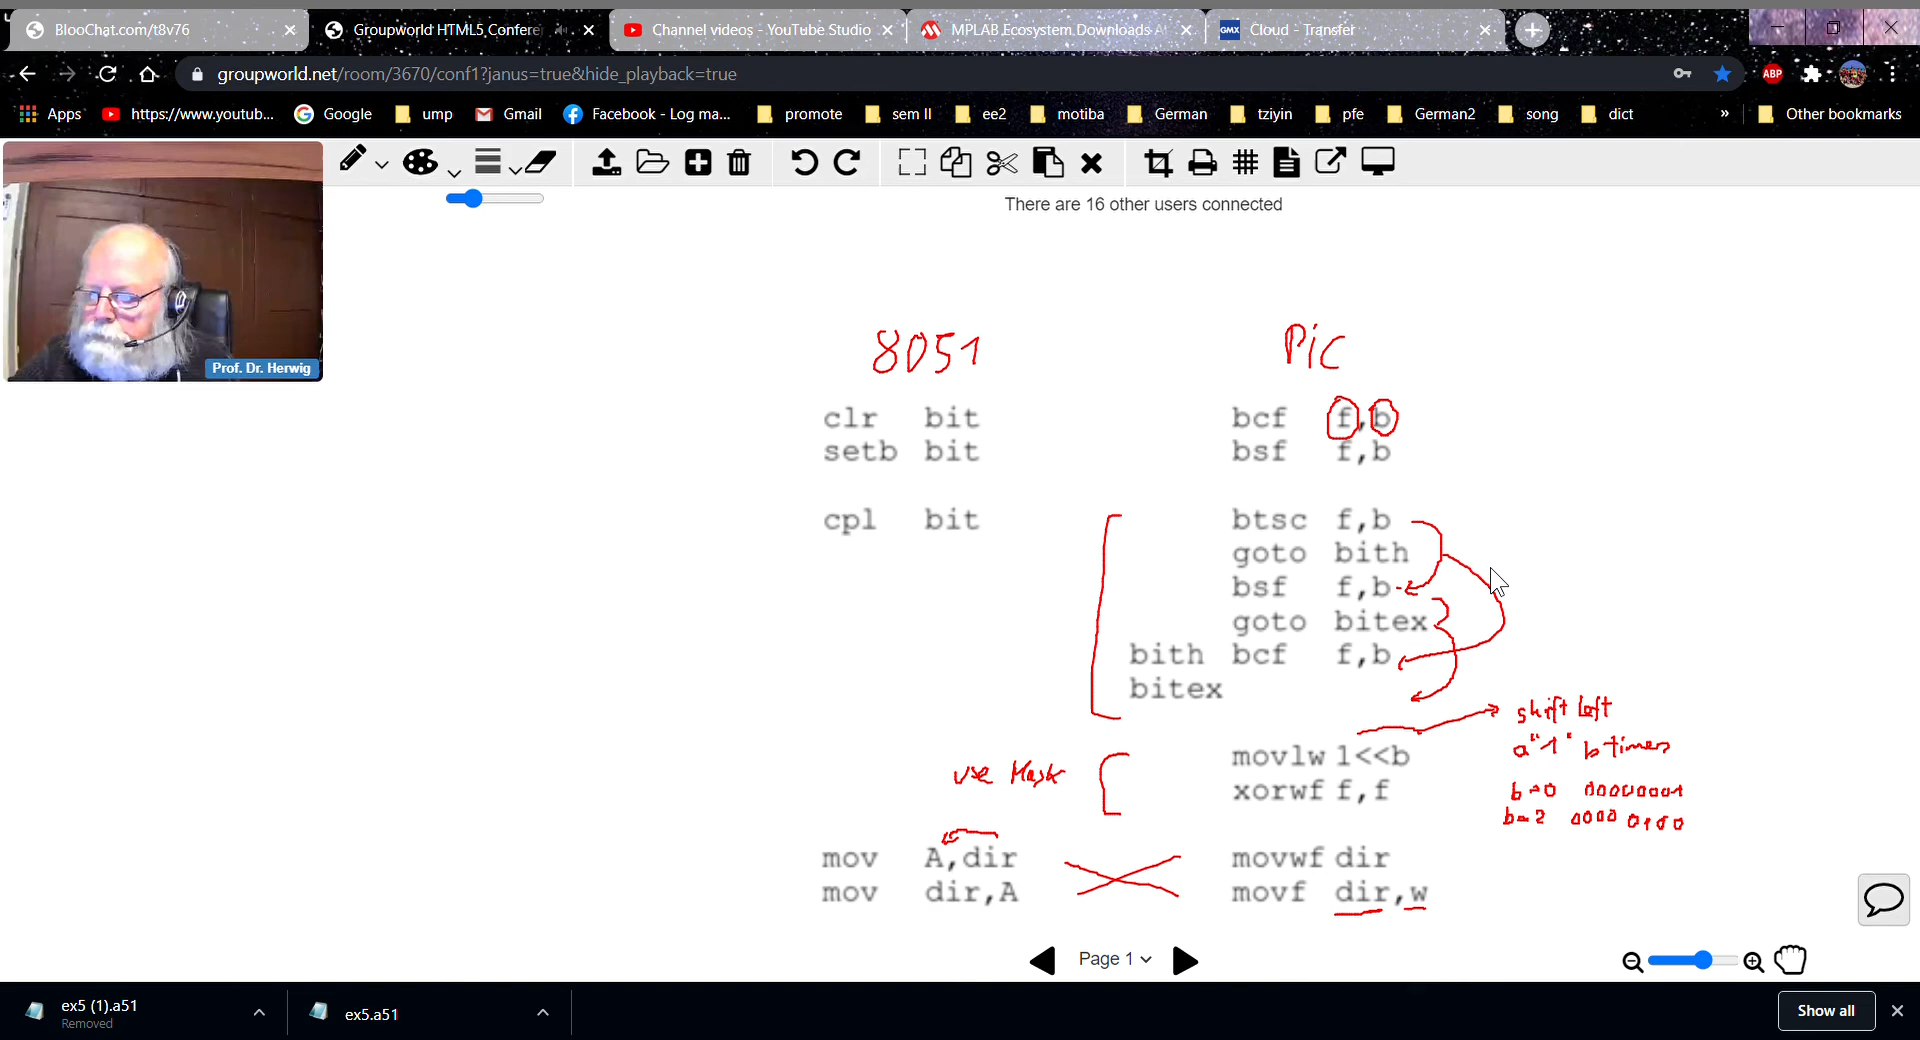 BlooChat.com/t8v76
Groupworld HTML5 Confere
Channel videos - YouTube Studio
MPLAB Ecosystem Downloads A
GMX Cloud - Transfer
groupworld.net/room/3670/conf1?janus=true&hide_playback=true
ABP
Apps https://www.youtub... Google ump Gmail Facebook - Log ma... promote sem II ee2 motiba German tziyin pfe German2 song dict » Other bookmarks
There are 16 other users connected
Prof. Dr. Herwig
8051 Pic
clr bit bcf f,b
setb bit bsf f,b
cpl bit btsc f,b
goto bith
bsf f,b
goto bitex
bith bcf f,b
bitex
shift left
a "1" b times
movlw 1<<b
use Mask
xorwf f,f
b=0 00000001
b=2 0000 0100
mov A,dir movwf dir
mov dir,A movf dir,w
Page 1
ex5 (1).a51
Removed
ex5.a51
Show all